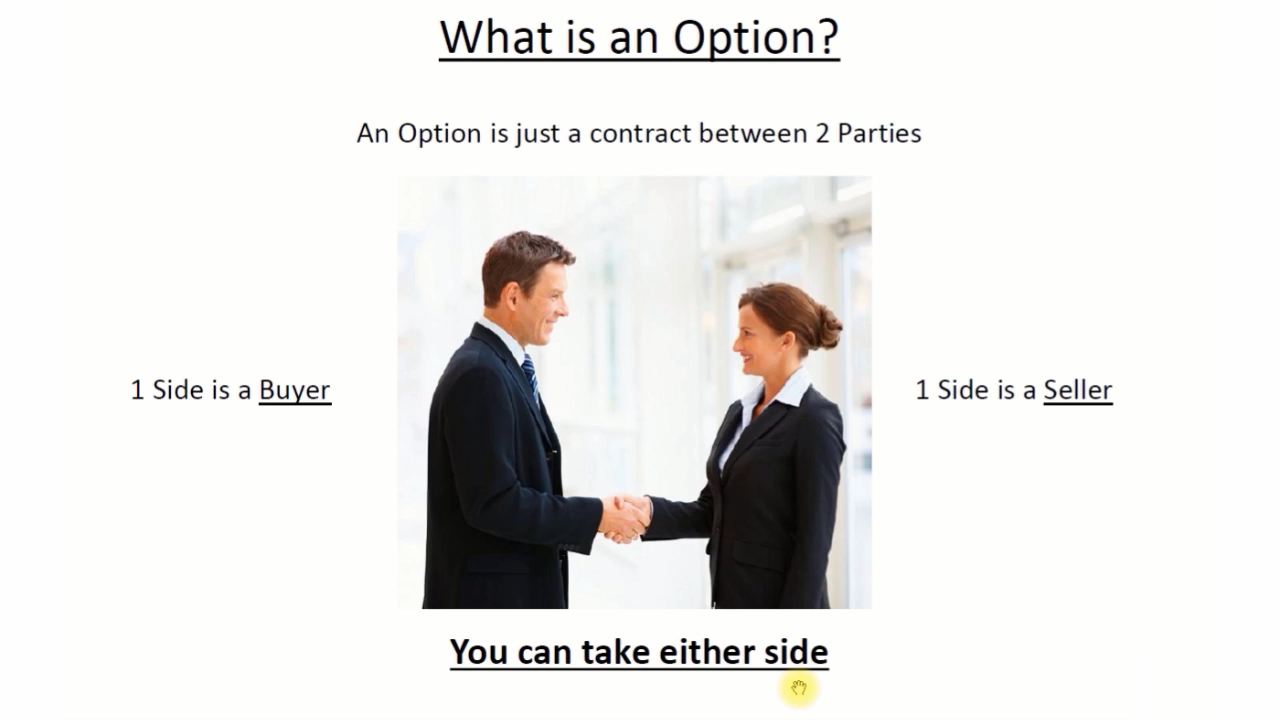 What is an Option?
An Option is just a contract between 2 Parties
1 Side is a Buyer
1 Side is a Seller
You can take either side